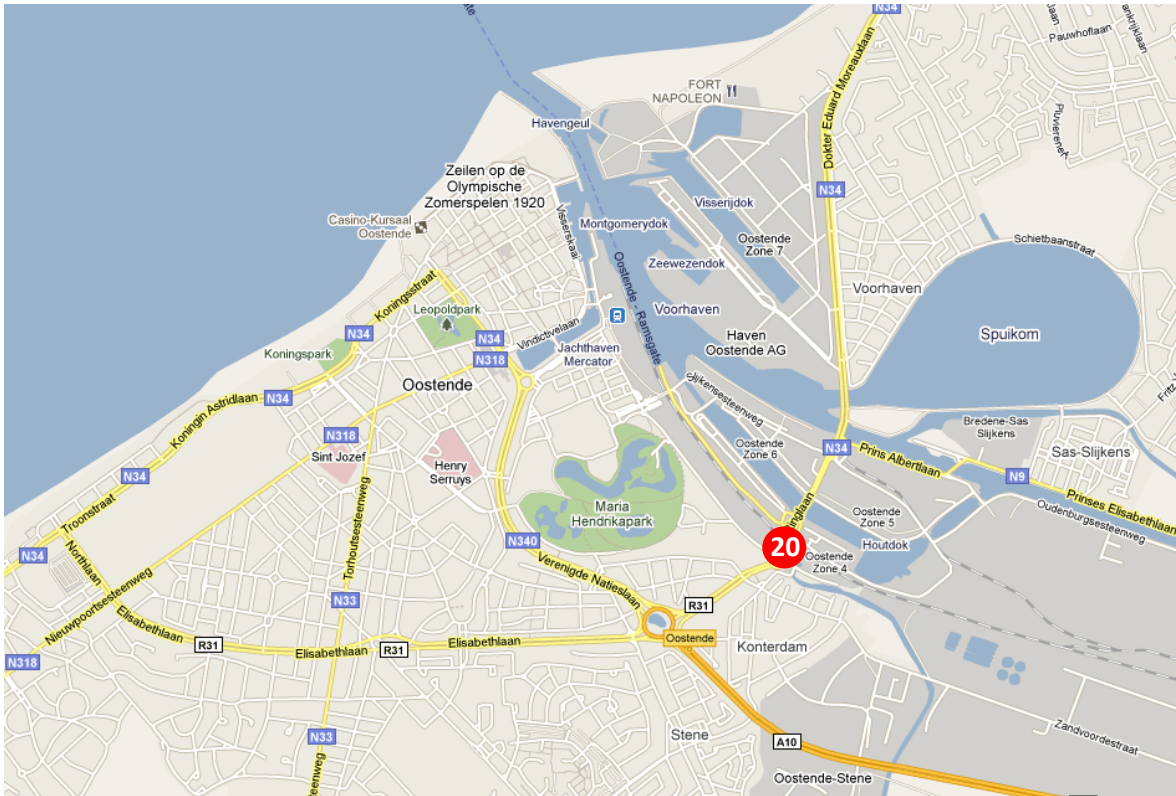 N34
N34
Pauwhoflaan
FORT
NAPOLEON
Dokter Eduard Moreauxlaan
Havengeul
Zeilen op de
Olympische
Zomerspelen 1920
N34
Visserijdok
Casino-Kursaal
Oostende
Visserskaai
Montgomerydok
Oostende
Zone 7
Schietbaanstraat
Zeewezendok
Koningsstraat
Oostende - Ramsgate
Voorhaven
Leopoldpark
Voorhaven
N34
N34
Vindictivelaan
Haven
Oostende AG
Spuikom
Koningspark
N318
Jachthaven
Mercator
Oostende
N34
Koningin Astridlaan
Slijkensesteenweg
Bredene-Sas
Slijkens
N318
Oostende
Zone 6
N34
Prins Albertlaan
Sas-Slijkens
Sint Jozef
Henry
Serruys
N34
N9
Prinses Elisabethlaan
Troonstraat
Maria
Hendrikapark
Oostende
Zone 5
Oudenburgsesteenweg
Torhoutsesteenweg
N340
Houtdok
N34
20
Oostende
Zone 4
Northlaan
Verenigde Natieslaan
Nieuwpoortsesteenweg
N33
R31
Elisabethlaan
R31
Elisabethlaan
R31
Elisabethlaan
Oostende
Konterdam
N318
Stene
N33
A10
Zandvoordestraat
Oostende-Stene